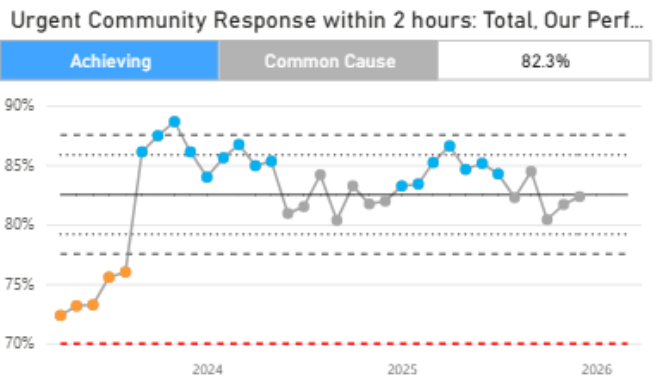 Urgent Community Response within 2 hours: Total, Our Perf...
Achieving Common Cause 82.3%
90%
85%
80%
75%
70%
2024 2025 2026